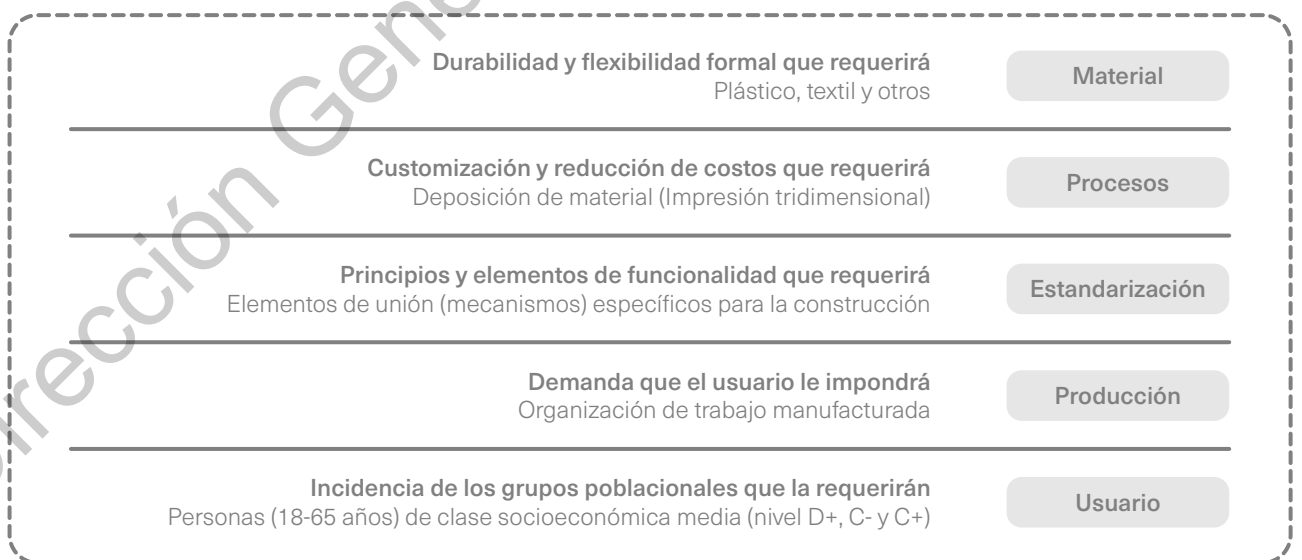 Durabilidad y flexibilidad formal que requerirá
Plástico, textil y otros
Material
Customización y reducción de costos que requerirá
Deposición de material (Impresión tridimensional)
Procesos
Principios y elementos de funcionalidad que requerirá
Elementos de unión (mecanismos) específicos para la construcción
Estandarización
Demanda que el usuario le impondrá
Organización de trabajo manufacturada
Producción
Incidencia de los grupos poblacionales que la requerirán
Personas (18-65 años) de clase socioeconómica media (nivel D+, C- y C+)
Usuario